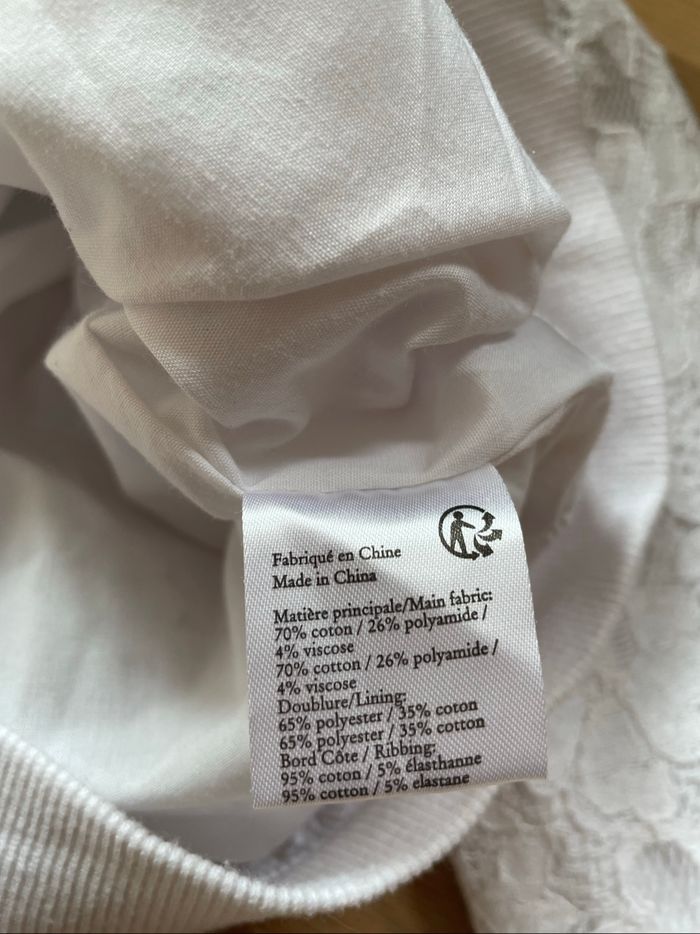 Fabriqué en Chine
Made in China
Matière principale/Main fabric:
70% coton / 26% polyamide /
4% viscose
70% cotton / 26% polyamide /
4% viscose
Doublure/Lining:
65% polyester / 35% coton
65% polyester / 35% cotton
Bord Côte / Ribbing:
95% coton / 5% élasthanne
95% cotton / 5% elastane